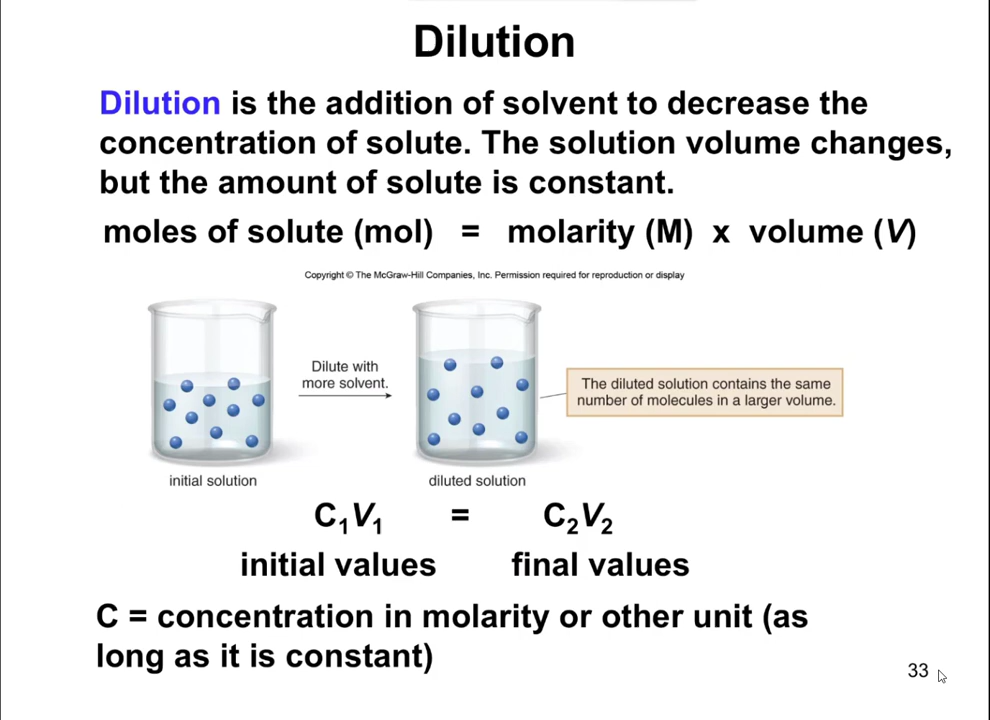 Dilution
Dilution is the addition of solvent to decrease the
concentration of solute. The solution volume changes,
but the amount of solute is constant.
moles of solute (mol) = molarity (M) x volume (V)
Copyright © The McGraw-Hill Companies, Inc. Permission required for reproduction or display
Dilute with
more solvent.
The diluted solution contains the same
number of molecules in a larger volume.
initial solution
diluted solution
C₁V₁ = C₂V₂
initial values final values
C = concentration in molarity or other unit (as
long as it is constant)
33